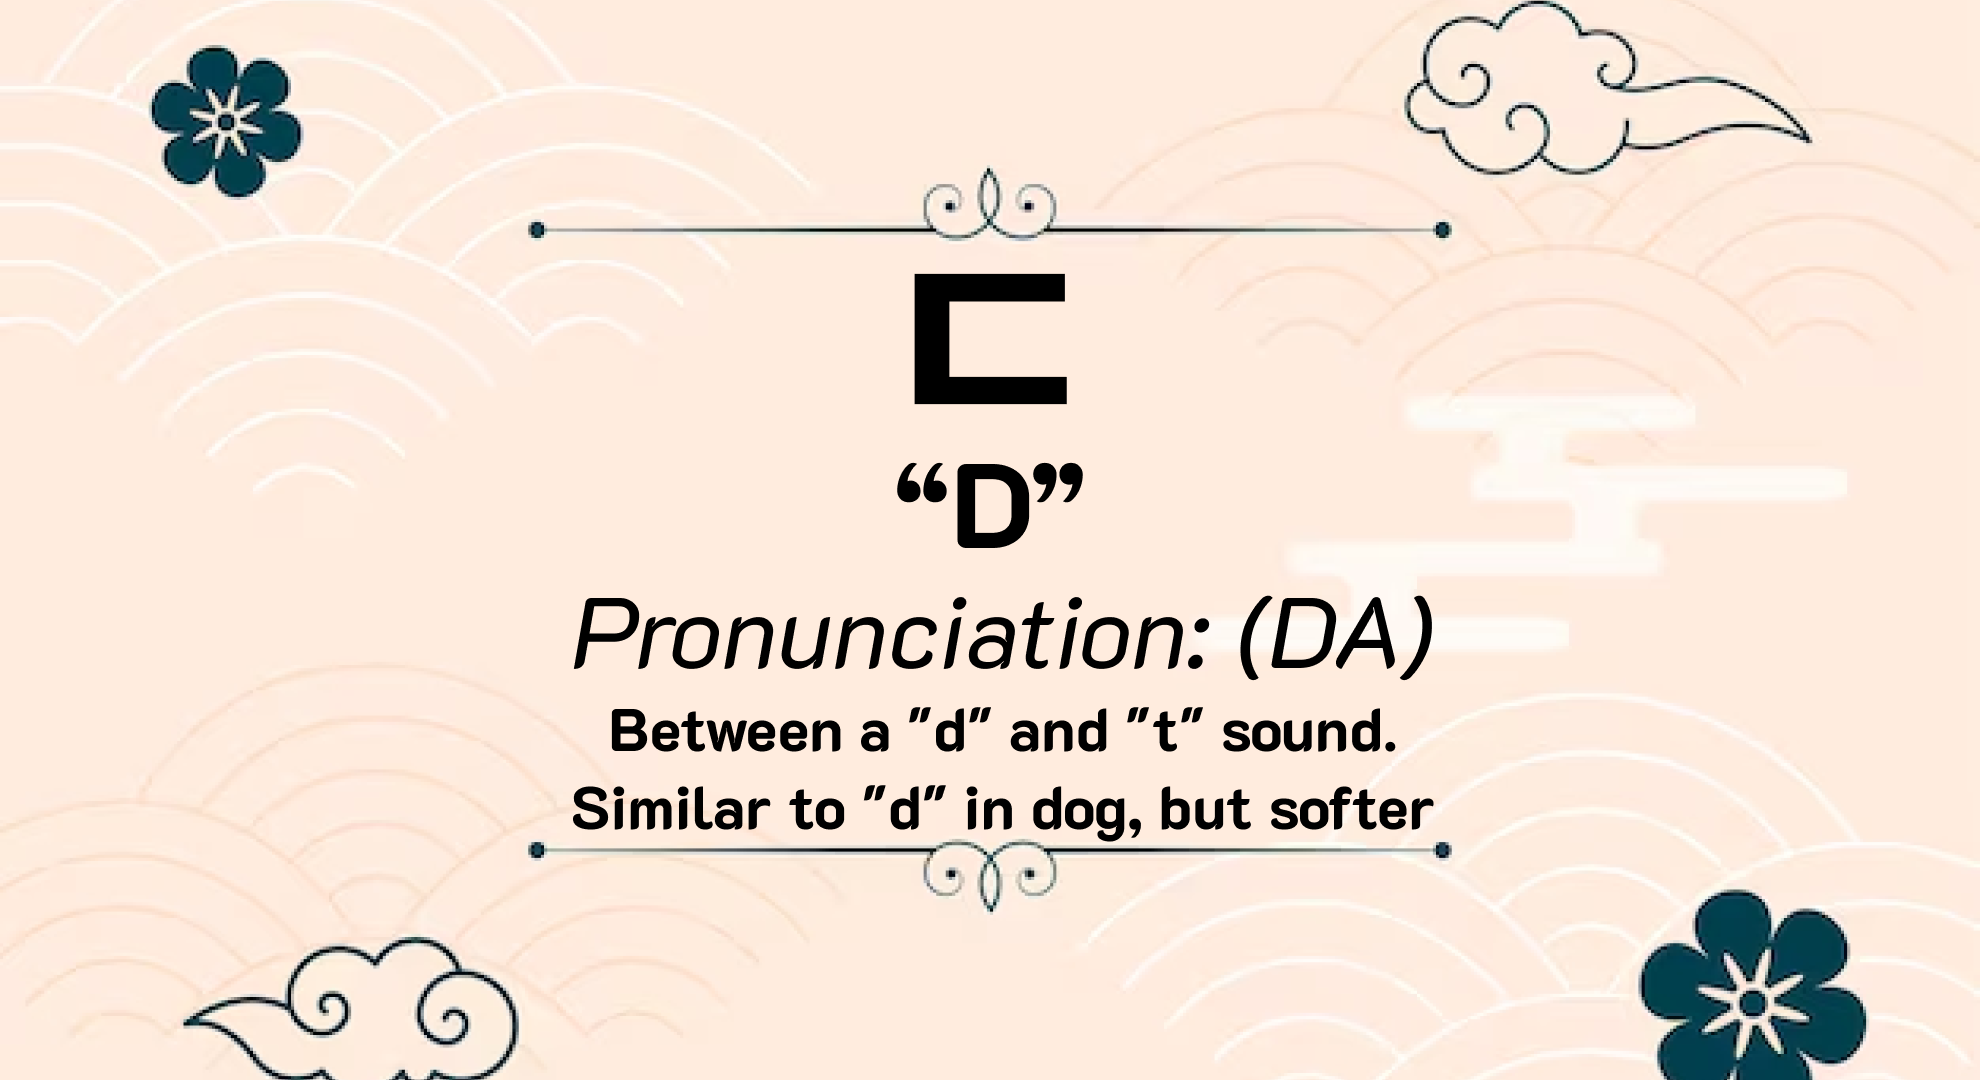 ㄷ
“D”
Pronunciation: (DA)
Between a "d" and "t" sound.
Similar to "d" in dog, but softer